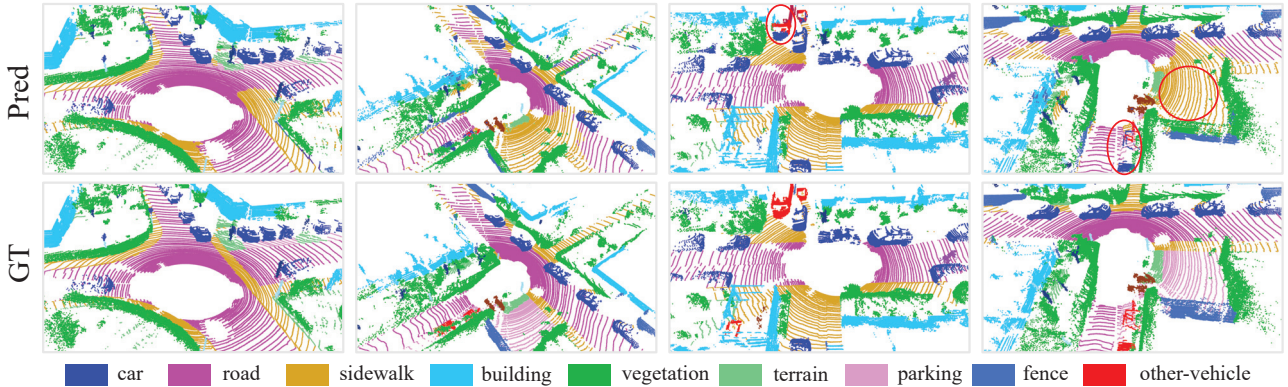 Pred
GT
car road sidewalk building vegetation terrain parking fence other-vehicle